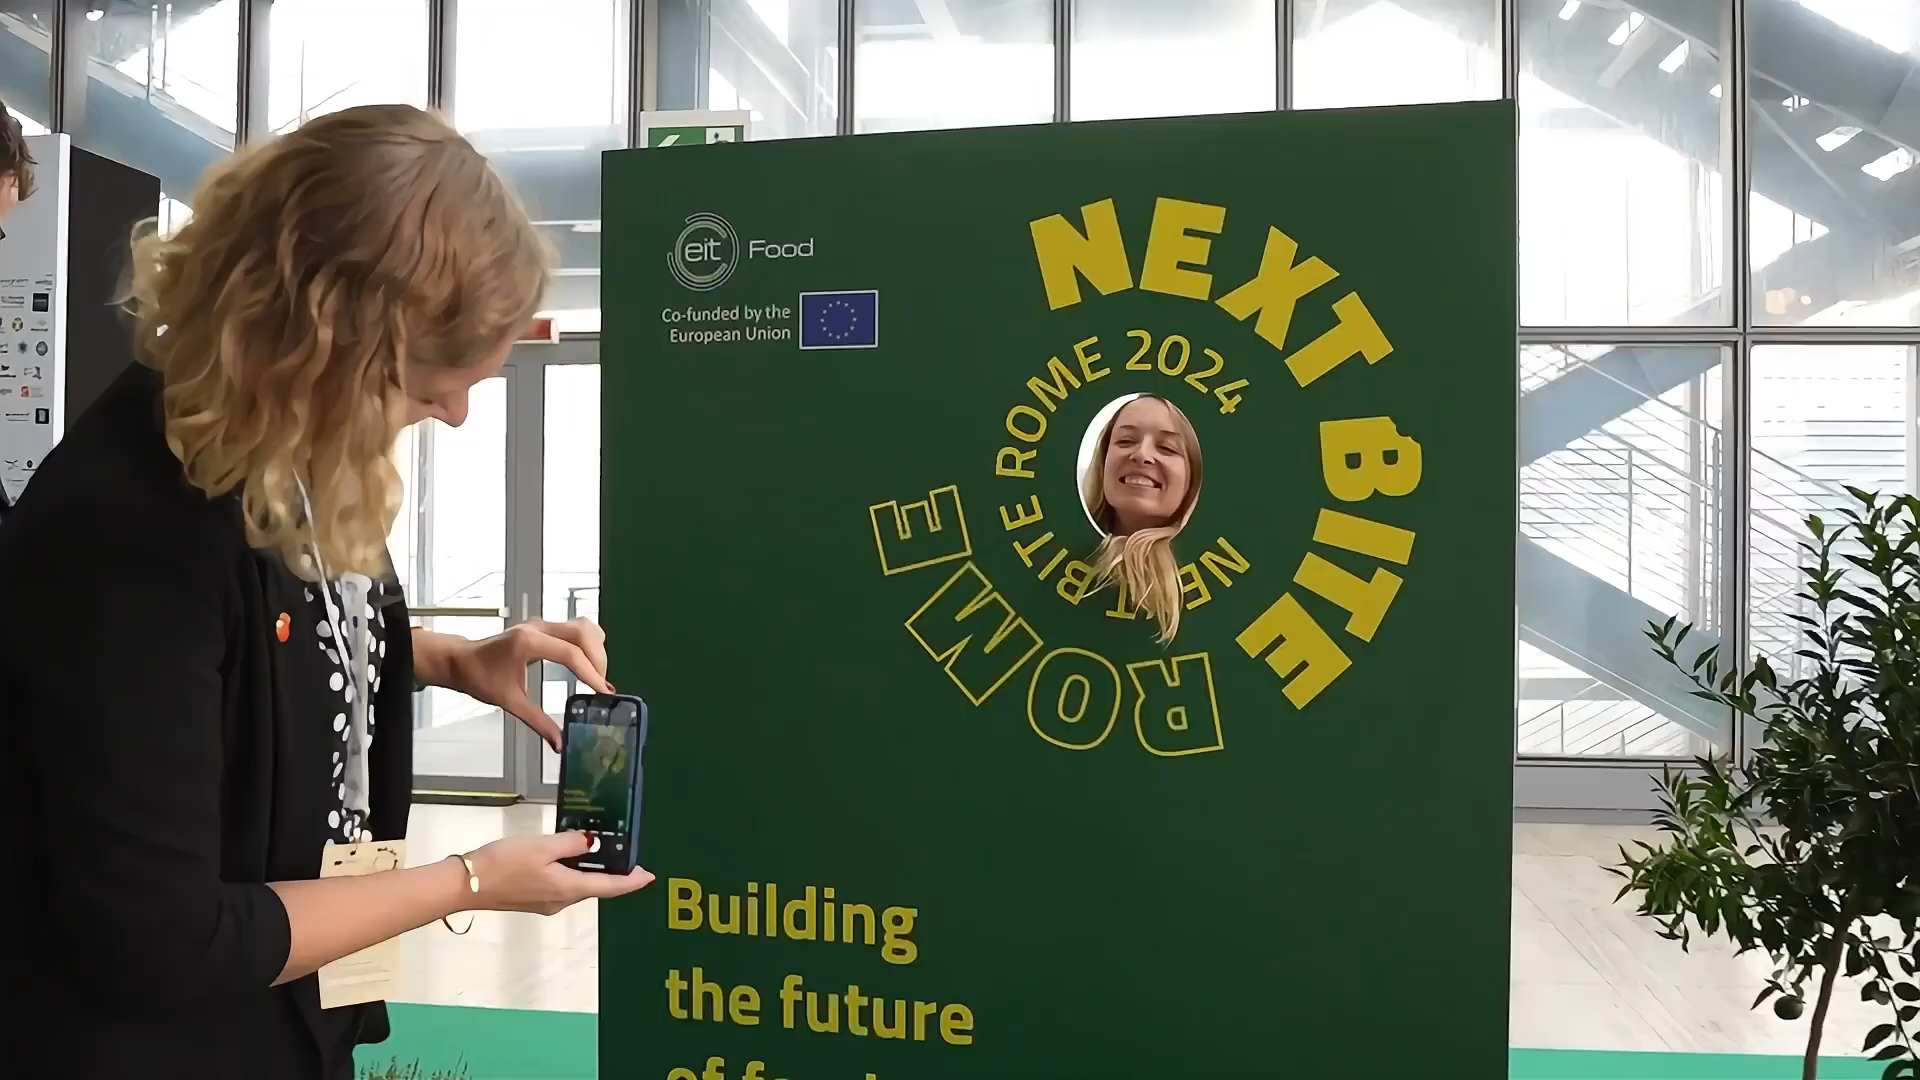 eit Food
Co-funded by the
European Union
NEXT BITE
ROME
NEXT BITE ROME 2024
Building
the future